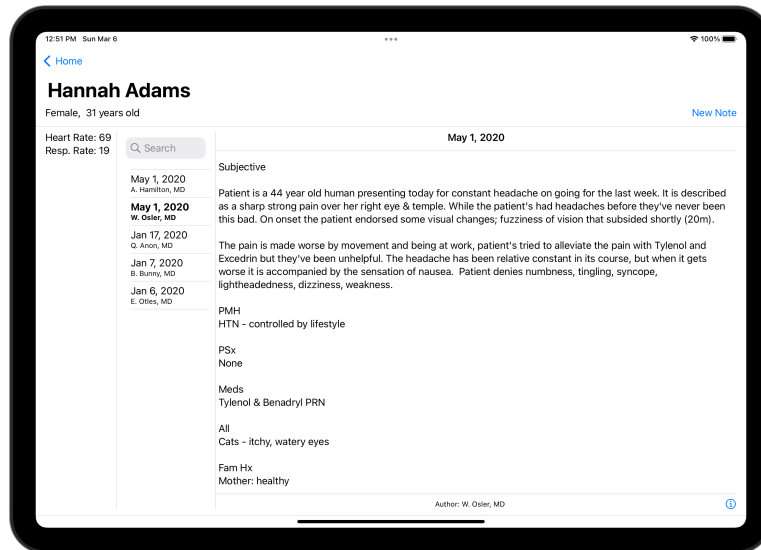 12:51 PM Sun Mar 6
100%
Home
Hannah Adams
Female, 31 years old
New Note
Heart Rate: 69
Resp. Rate: 19
Search
May 1, 2020
A. Hamilton, MD
May 1, 2020
W. Osler, MD
Jan 17, 2020
Q. Anon, MD
Jan 7, 2020
B. Bunny, MD
Jan 6, 2020
E. Otles, MD
May 1, 2020
Subjective
Patient is a 44 year old human presenting today for constant headache on going for the last week. It is described
as a sharp strong pain over her right eye & temple. While the patient's had headaches before they've never been
this bad. On onset the patient endorsed some visual changes; fuzziness of vision that subsided shortly (20m).
The pain is made worse by movement and being at work, patient's tried to alleviate the pain with Tylenol and
Excedrin but they've been unhelpful. The headache has been relative constant in its course, but when it gets
worse it is accompanied by the sensation of nausea.  Patient denies numbness, tingling, syncope,
lightheadedness, dizziness, weakness.
PMH
HTN - controlled by lifestyle
PSx
None
Meds
Tylenol & Benadryl PRN
All
Cats - itchy, watery eyes
Fam Hx
Mother: healthy
Author: W. Osler, MD